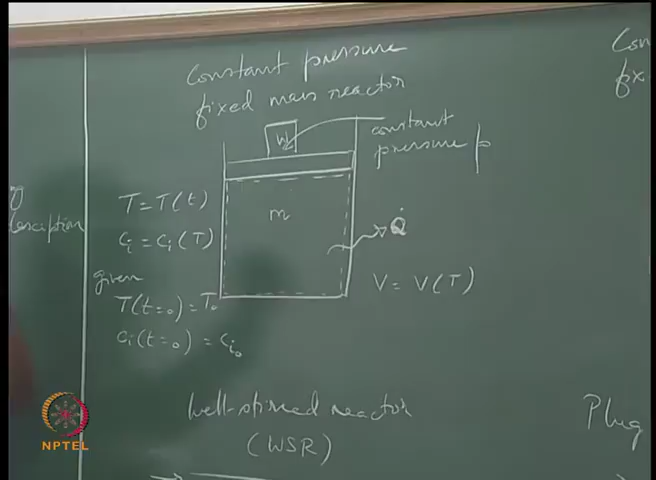 constant pressure
fixed mass reactor
Con
fix
W
constant
pressure p
T = T(t)
m
ci = ci(T)
Q̇
description
given
V = V(T)
T(t=0) = T0
ci(t=0) = ci0
well-stirred reactor
(WSR)
Plug
NPTEL